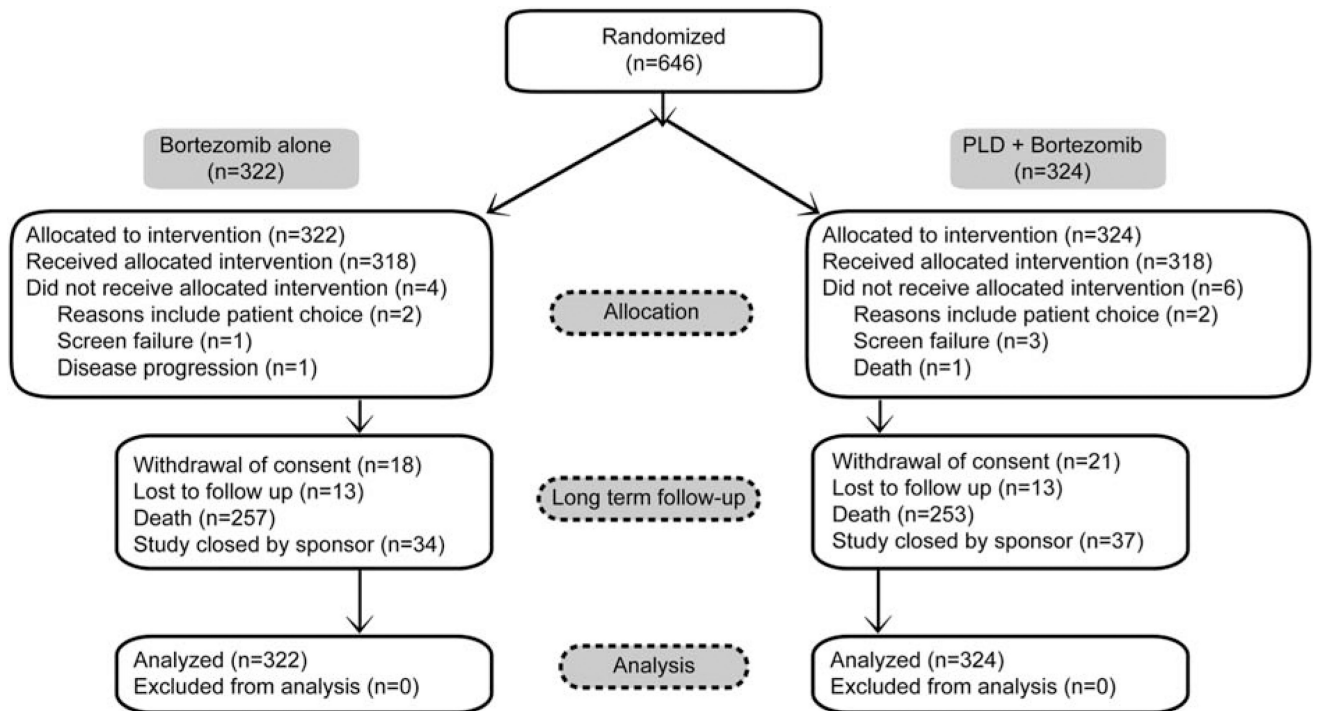 Randomized
(n=646)
Bortezomib alone
(n=322)
PLD + Bortezomib
(n=324)
Allocated to intervention (n=322)
Received allocated intervention (n=318)
Did not receive allocated intervention (n=4)
Reasons include patient choice (n=2)
Screen failure (n=1)
Disease progression (n=1)
Allocation
Allocated to intervention (n=324)
Received allocated intervention (n=318)
Did not receive allocated intervention (n=6)
Reasons include patient choice (n=2)
Screen failure (n=3)
Death (n=1)
Withdrawal of consent (n=18)
Lost to follow up (n=13)
Death (n=257)
Study closed by sponsor (n=34)
Long term follow-up
Withdrawal of consent (n=21)
Lost to follow up (n=13)
Death (n=253)
Study closed by sponsor (n=37)
Analyzed (n=322)
Excluded from analysis (n=0)
Analysis
Analyzed (n=324)
Excluded from analysis (n=0)